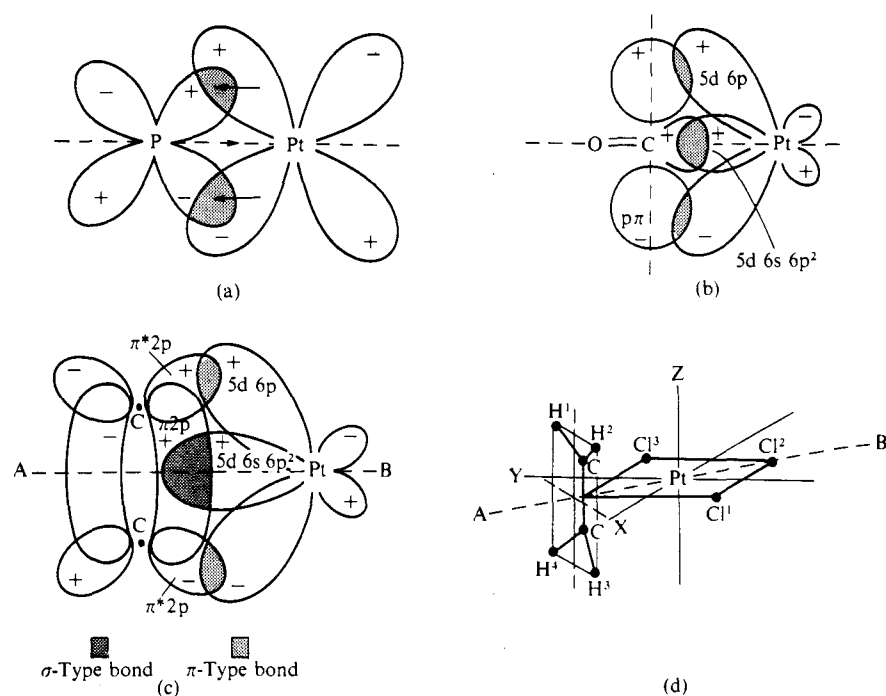 + −
− +
P Pt
+ −
− +
(a)
+ +
5d 6p
−
O=C + + Pt
+
pπ
− −
5d 6s 6p²
(b)
π*2p
− + +
5d 6p
C
π2p
− + +
5d 6s 6p²
−
A Pt B
+
C
+ − −
π*2p
σ-Type bond π-Type bond
(c)
Z
H¹
H²
Cl³ Cl²
C B
Y Pt
A
X Cl¹
C
H⁴
H³
(d)